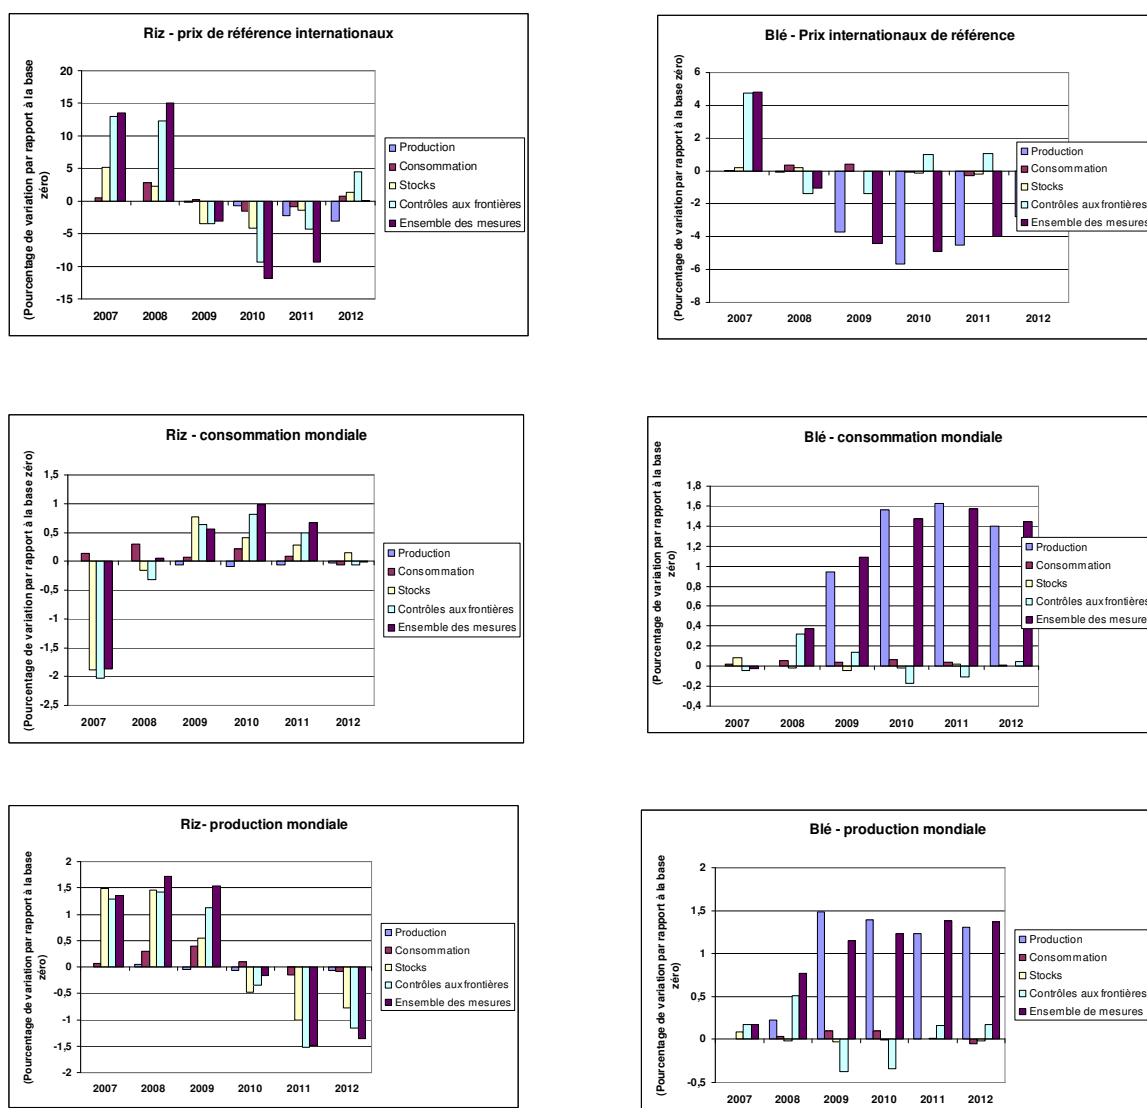 Riz - prix de référence internationaux
(Pourcentage de variation par rapport à la base
zéro)
20
15
10
5
0
-5
-10
-15
2007 2008 2009 2010 2011 2012
Production
Consommation
Stocks
Contrôles aux frontières
Ensemble des mesures
Blé - Prix internationaux de référence
(Pourcentage de variation par rapport à la base zéro)
6
4
2
0
-2
-4
-6
-8
2007 2008 2009 2010 2011 2012
Production
Consommation
Stocks
Contrôles aux frontières
Ensemble des mesures
Riz - consommation mondiale
(Pourcentage de variation par rapport à la base zéro)
1,5
1
0,5
0
-0,5
-1
-1,5
-2
-2,5
2007 2008 2009 2010 2011 2012
Production
Consommation
Stocks
Contrôles aux frontières
Ensemble des mesures
Blé - consommation mondiale
(Pourcentage de variation par rapport à la base
zéro)
1,8
1,6
1,4
1,2
1
0,8
0,6
0,4
0,2
0
-0,2
-0,4
2007 2008 2009 2010 2011 2012
Production
Consommation
Stocks
Contrôles aux frontières
Ensemble des mesures
Riz- production mondiale
(Pourcentage de variation par rapport à la base
zéro)
2
1,5
1
0,5
0
-0,5
-1
-1,5
-2
2007 2008 2009 2010 2011 2012
Production
Consommation
Stocks
Contrôles aux frontières
Ensemble des mesures
Blé - production mondiale
(Pourcentage de variation par rapport à la base
zéro)
2
1,5
1
0,5
0
-0,5
2007 2008 2009 2010 2011 2012
Production
Consommation
Stocks
Contrôles aux frontières
Ensemble de mesures